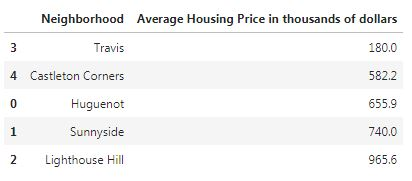 Neighborhood Average Housing Price in thousands of dollars
3 Travis 180.0
4 Castleton Corners 582.2
0 Huguenot 655.9
1 Sunnyside 740.0
2 Lighthouse Hill 965.6